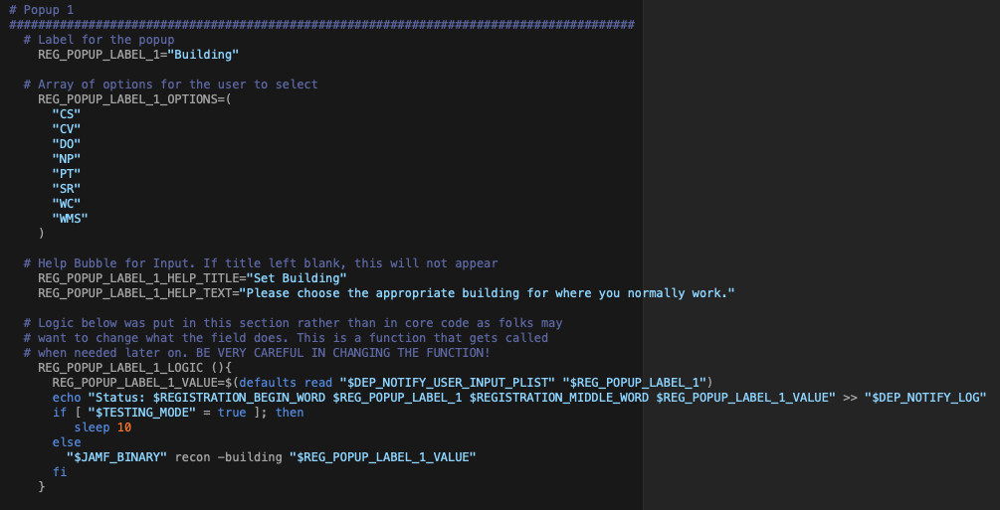 # Popup 1
#######################################################################################
# Label for the popup
REG_POPUP_LABEL_1="Building"
# Array of options for the user to select
REG_POPUP_LABEL_1_OPTIONS=(
"CS"
"CV"
"DO"
"NP"
"PT"
"SR"
"WC"
"WMS"
)
# Help Bubble for Input. If title left blank, this will not appear
REG_POPUP_LABEL_1_HELP_TITLE="Set Building"
REG_POPUP_LABEL_1_HELP_TEXT="Please choose the appropriate building for where you normally work."
# Logic below was put in this section rather than in core code as folks may
# want to change what the field does. This is a function that gets called
# when needed later on. BE VERY CAREFUL IN CHANGING THE FUNCTION!
REG_POPUP_LABEL_1_LOGIC (){
REG_POPUP_LABEL_1_VALUE=$(defaults read "$DEP_NOTIFY_USER_INPUT_PLIST" "$REG_POPUP_LABEL_1")
echo "Status: $REGISTRATION_BEGIN_WORD $REG_POPUP_LABEL_1 $REGISTRATION_MIDDLE_WORD $REG_POPUP_LABEL_1_VALUE" >> "$DEP_NOTIFY_LOG"
if [ "$TESTING_MODE" = true ]; then
sleep 10
else
"$JAMF_BINARY" recon -building "$REG_POPUP_LABEL_1_VALUE"
fi
}